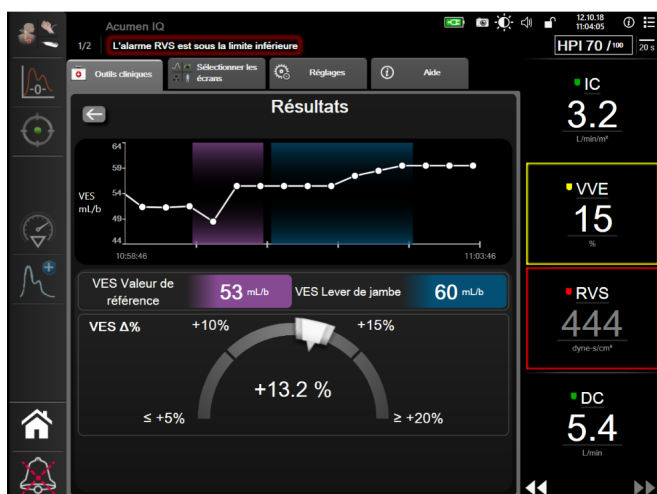 Acumen IQ
12.10.18
11:04:05
1/2 L'alarme RVS est sous la limite inférieure
HPI 70 /100
20 s
Outils cliniques
Sélectionner les
écrans
Réglages
Aide
-0-
Résultats
64
59
VES
mL/b
54
49
44
10:58:46
11:03:46
VES Valeur de
référence
53 mL/b
VES Lever de jambe
60 mL/b
VES Δ%
+10%
+15%
+13.2 %
≤ +5%
≥ +20%
IC
3.2
L/min/m²
VVE
15
%
RVS
444
dyne-s/cm⁵
DC
5.4
L/min